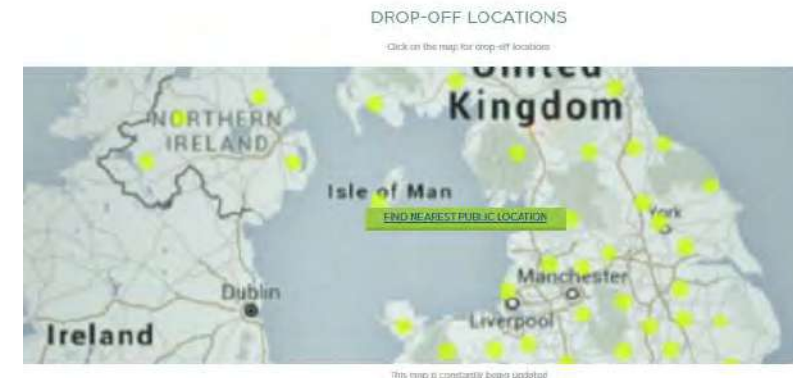 DROP-OFF LOCATIONS
Click on the map for drop-off locations
United
Kingdom
NORTHERN
IRELAND
Isle of Man
FIND NEAREST PUBLIC LOCATION
York
Manchester
Dublin
Liverpool
Ireland
This map is constantly being updated